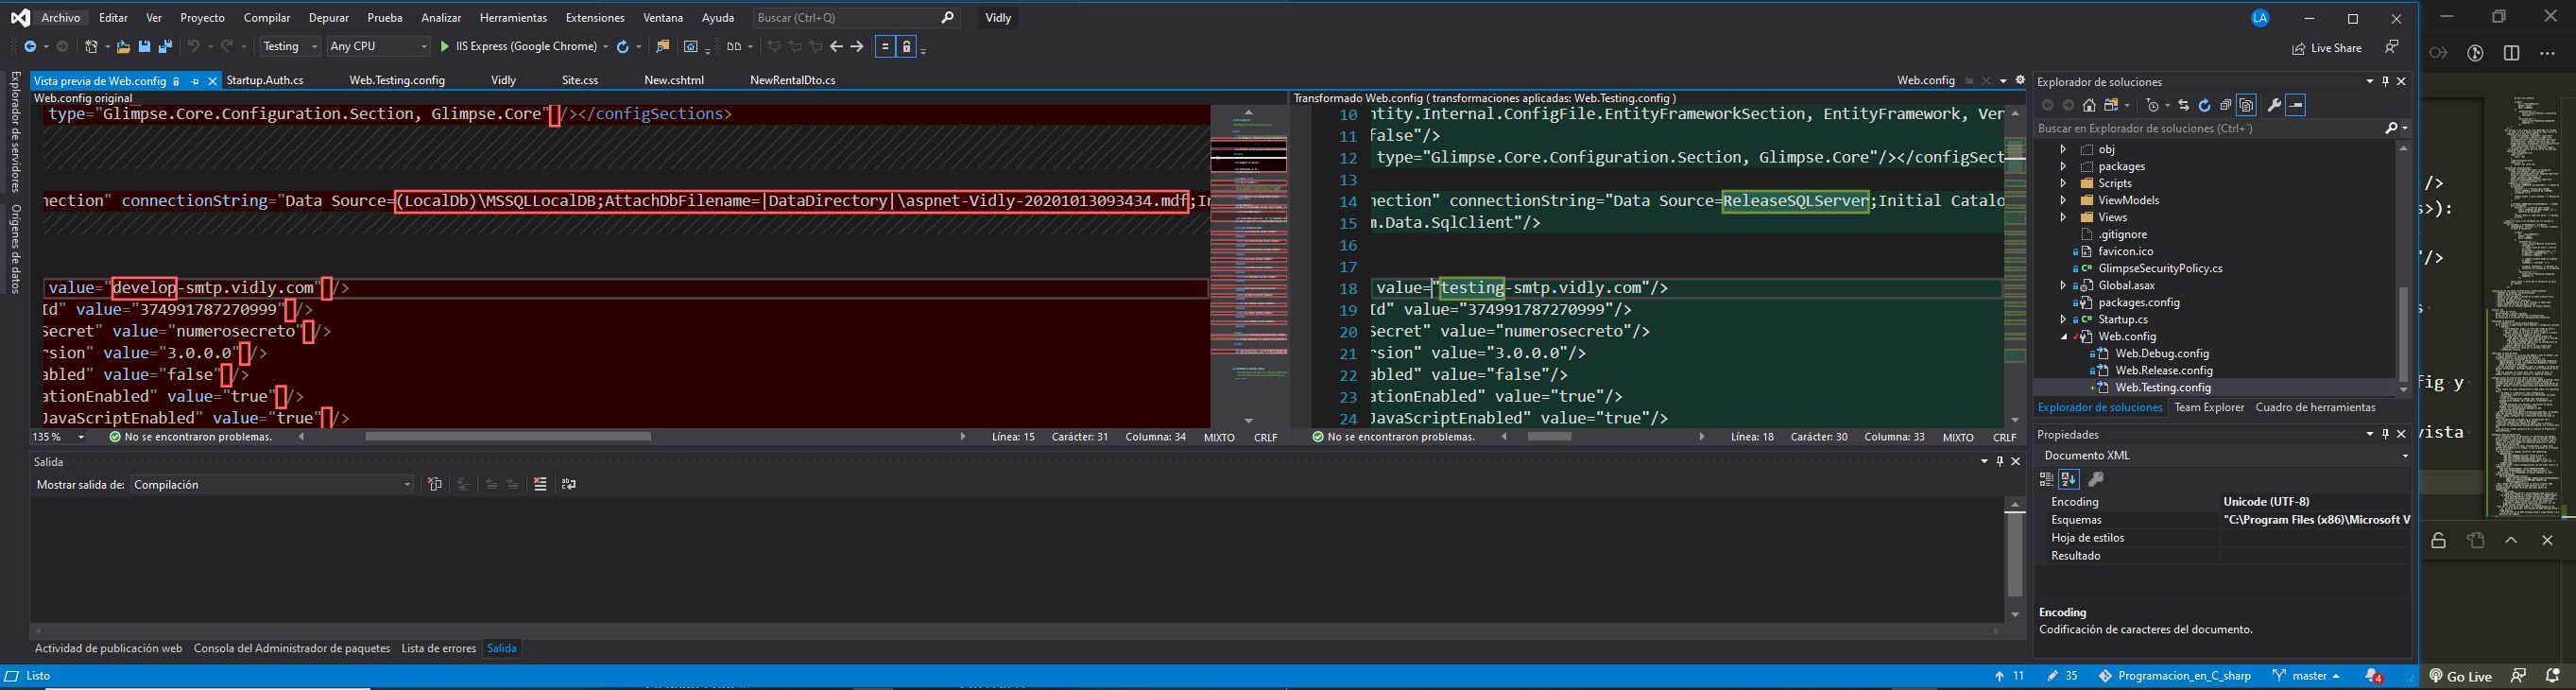 Archivo Editar Ver Proyecto Compilar Depurar Prueba Analizar Herramientas Extensiones Ventana Ayuda Buscar (Ctrl+Q) Vidly LA
Testing Any CPU IIS Express (Google Chrome) Live Share
Explorador de servidores
Orígenes de datos
Vista previa de Web.config Startup.Auth.cs Web.Testing.config Vidly Site.css New.cshtml NewRentalDto.cs Web.config
Web.config original
type="Glimpse.Core.Configuration.Section, Glimpse.Core" /></configSections>
nection" connectionString="Data Source=(LocalDb)\MSSQLLocalDB;AttachDbFilename=|DataDirectory|\aspnet-Vidly-20201013093434.mdf;In
value="develop-smtp.vidly.com" />
Id" value="374991787270999" />
Secret" value="numerosecreto" />
rsion" value="3.0.0.0" />
abled" value="false" />
ationEnabled" value="true" />
JavaScriptEnabled" value="true" />
135 % No se encontraron problemas. Línea: 15 Carácter: 31 Columna: 34 MIXTO CRLF
Transformado Web.config ( transformaciones aplicadas: Web.Testing.config )
10 ntity.Internal.ConfigFile.EntityFrameworkSection, EntityFramework, Ver
11 false"/>
12 type="Glimpse.Core.Configuration.Section, Glimpse.Core"/></configSect
13
14 nection" connectionString="Data Source=ReleaseSQLServer;Initial Catalo
15 m.Data.SqlClient"/>
16
17
18 value="testing-smtp.vidly.com"/>
19 Id" value="374991787270999"/>
20 Secret" value="numerosecreto"/>
21 rsion" value="3.0.0.0"/>
22 abled" value="false"/>
23 ationEnabled" value="true"/>
24 JavaScriptEnabled" value="true"/>
No se encontraron problemas. Línea: 18 Carácter: 30 Columna: 33 MIXTO CRLF
Salida
Mostrar salida de: Compilación
Actividad de publicación web Consola del Administrador de paquetes Lista de errores Salida
Explorador de soluciones
Buscar en Explorador de soluciones (Ctrl+`)
obj
packages
Scripts
ViewModels
Views
.gitignore
favicon.ico
GlimpseSecurityPolicy.cs
Global.asax
packages.config
Startup.cs
Web.config
Web.Debug.config
Web.Release.config
Web.Testing.config
Explorador de soluciones Team Explorer Cuadro de herramientas
Propiedades
Documento XML
Encoding Unicode (UTF-8)
Esquemas "C:\Program Files (x86)\Microsoft V
Hoja de estilos
Resultado
Encoding
Codificación de caracteres del documento.
/>
s>):
"/>
fig y
vista
Listo 11 35 Programacion_en_C_sharp master 4 Go Live